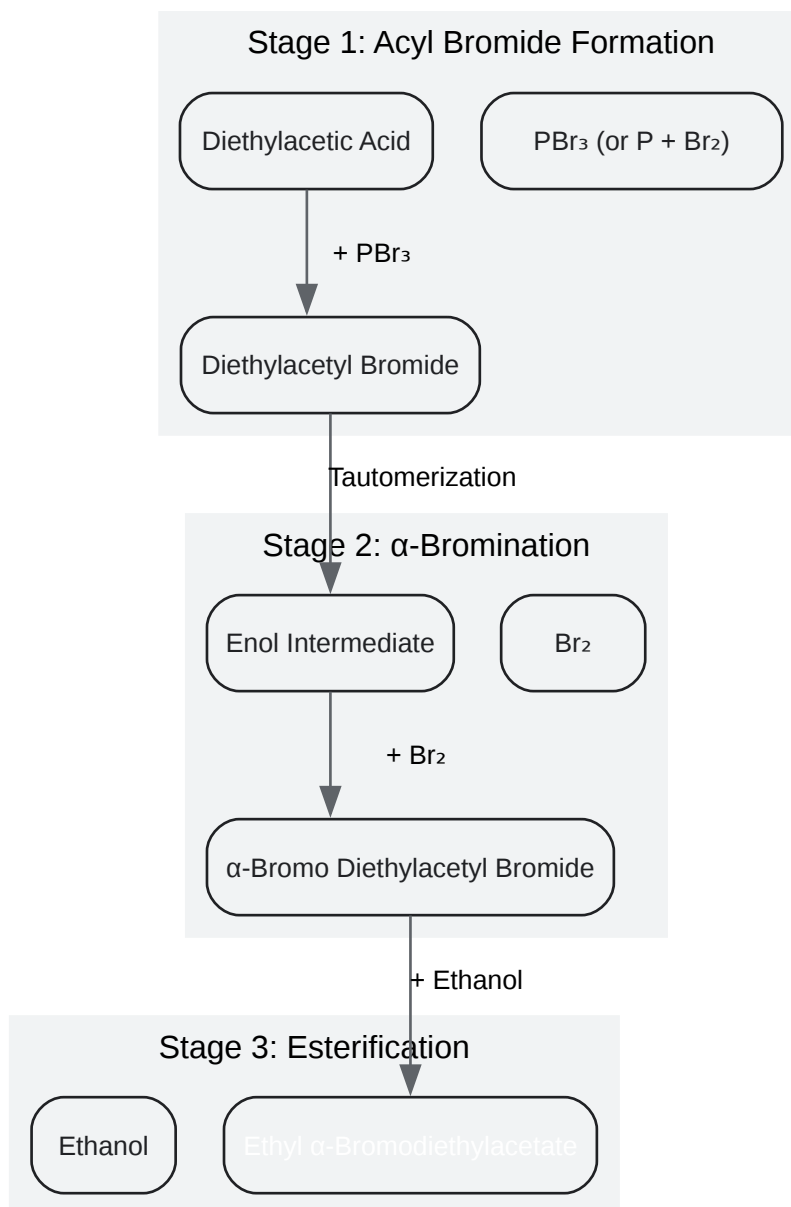 Stage 1: Acyl Bromide Formation
Diethylacetic Acid
PBr₃ (or P + Br₂)
+ PBr₃
Diethylacetyl Bromide
Tautomerization
Stage 2: α-Bromination
Enol Intermediate
Br₂
+ Br₂
α-Bromo Diethylacetyl Bromide
+ Ethanol
Stage 3: Esterification
Ethanol
Ethyl α-Bromodiethylacetate